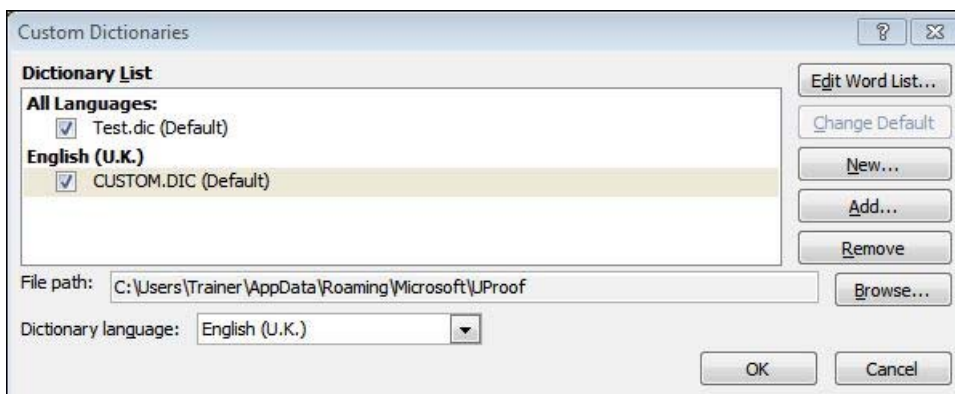 Custom Dictionaries
Dictionary List
Edit Word List...
All Languages:
Test.dic (Default)
Change Default
English (U.K.)
New...
CUSTOM.DIC (Default)
Add...
Remove
File path: C:\Users\Trainer\AppData\Roaming\Microsoft\UProof Browse...
Dictionary language: English (U.K.)
OK Cancel